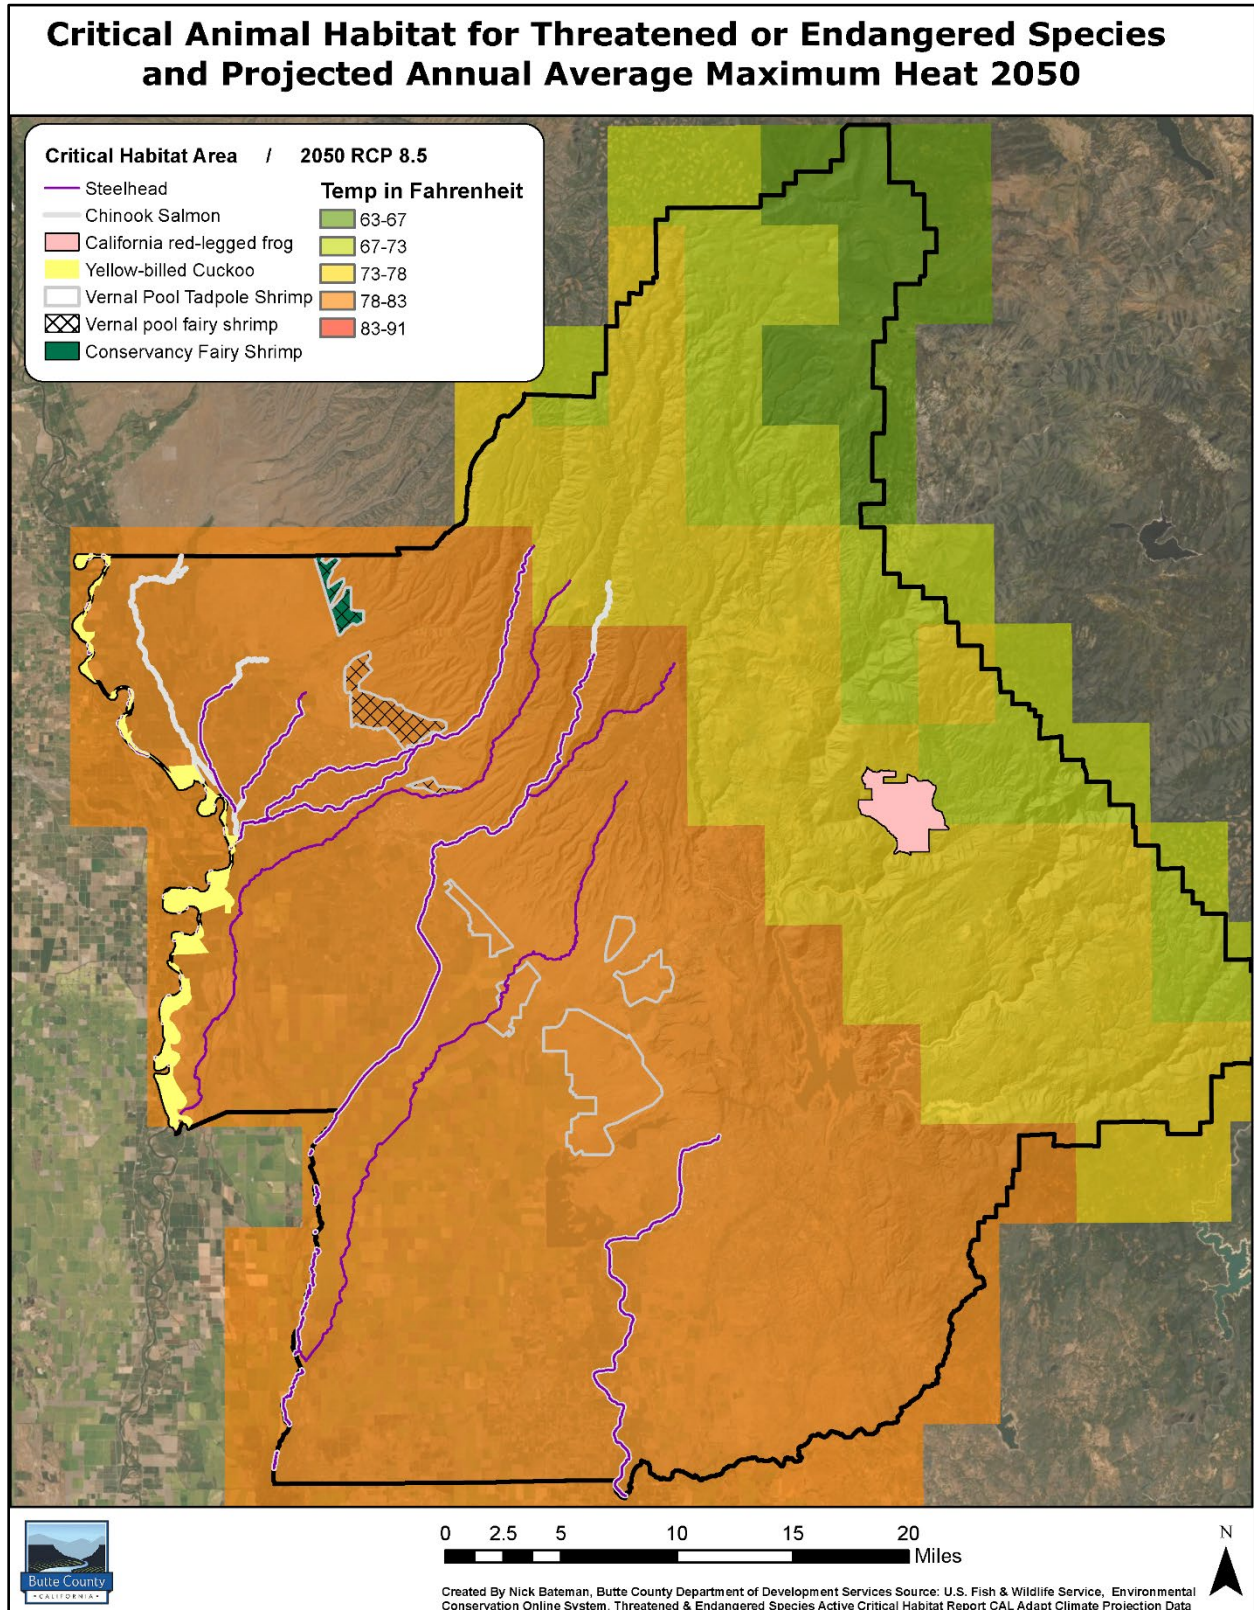 Critical Animal Habitat for Threatened or Endangered Species
and Projected Annual Average Maximum Heat 2050
Critical Habitat Area / 2050 RCP 8.5
Steelhead
Chinook Salmon
California red-legged frog
Yellow-billed Cuckoo
Vernal Pool Tadpole Shrimp
Vernal pool fairy shrimp
Conservancy Fairy Shrimp
Temp in Fahrenheit
63-67
67-73
73-78
78-83
83-91
Butte County
• CALIFORNIA •
0 2.5 5 10 15 20
Miles
N
Created By Nick Bateman, Butte County Department of Development Services Source: U.S. Fish & Wildlife Service, Environmental
Conservation Online System, Threatened & Endangered Species Active Critical Habitat Report CAL Adapt Climate Projection Data